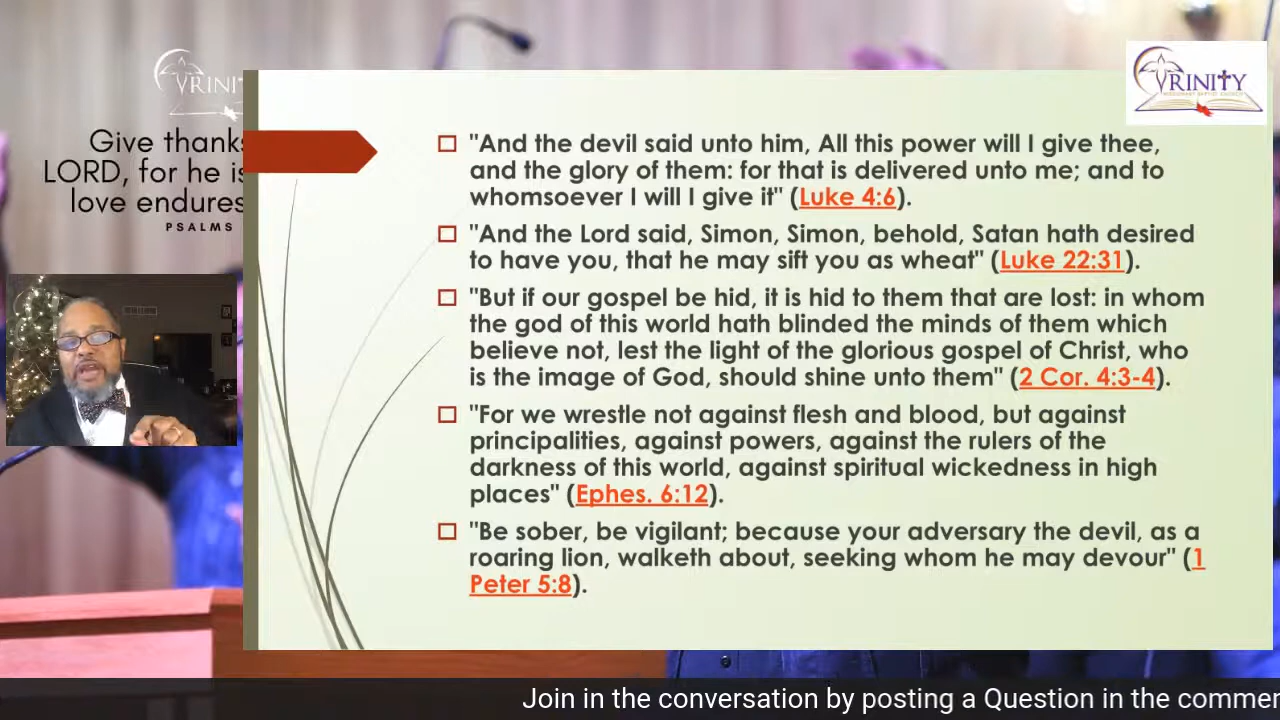 RINIT
Give thanks
LORD, for he is
love endures
PSALMS
TRINITY
MISSIONARY BAPTIST CHURCH
"And the devil said unto him, All this power will I give thee,
and the glory of them: for that is delivered unto me; and to
whomsoever I will I give it" (Luke 4:6).
"And the Lord said, Simon, Simon, behold, Satan hath desired
to have you, that he may sift you as wheat" (Luke 22:31).
"But if our gospel be hid, it is hid to them that are lost: in whom
the god of this world hath blinded the minds of them which
believe not, lest the light of the glorious gospel of Christ, who
is the image of God, should shine unto them" (2 Cor. 4:3-4).
"For we wrestle not against flesh and blood, but against
principalities, against powers, against the rulers of the
darkness of this world, against spiritual wickedness in high
places" (Ephes. 6:12).
"Be sober, be vigilant; because your adversary the devil, as a
roaring lion, walketh about, seeking whom he may devour" (1
Peter 5:8).
Join in the conversation by posting a Question in the commen